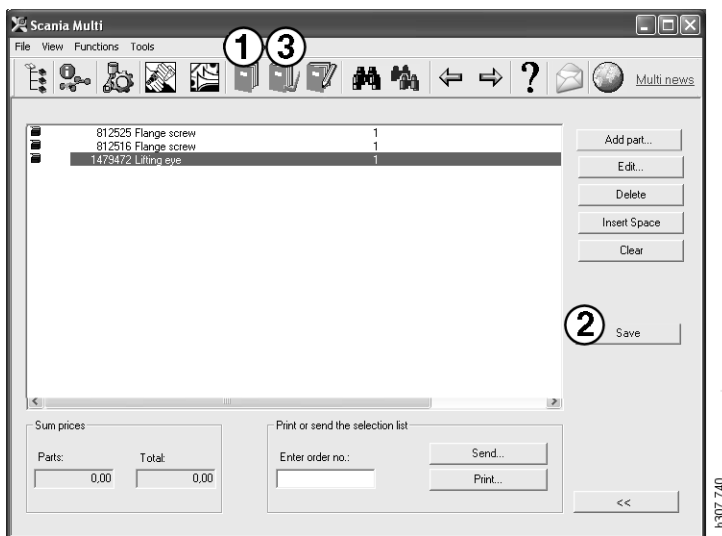 Scania Multi
File View Functions Tools
1 3
? Multi news
812525 Flange screw 1
812516 Flange screw 1
1479472 Lifting eye 1
Add part...
Edit...
Delete
Insert Space
Clear
2 Save
Sum prices
Parts: Total:
0,00 0,00
Print or send the selection list
Enter order no.:
Send...
Print...
<<
b307 740